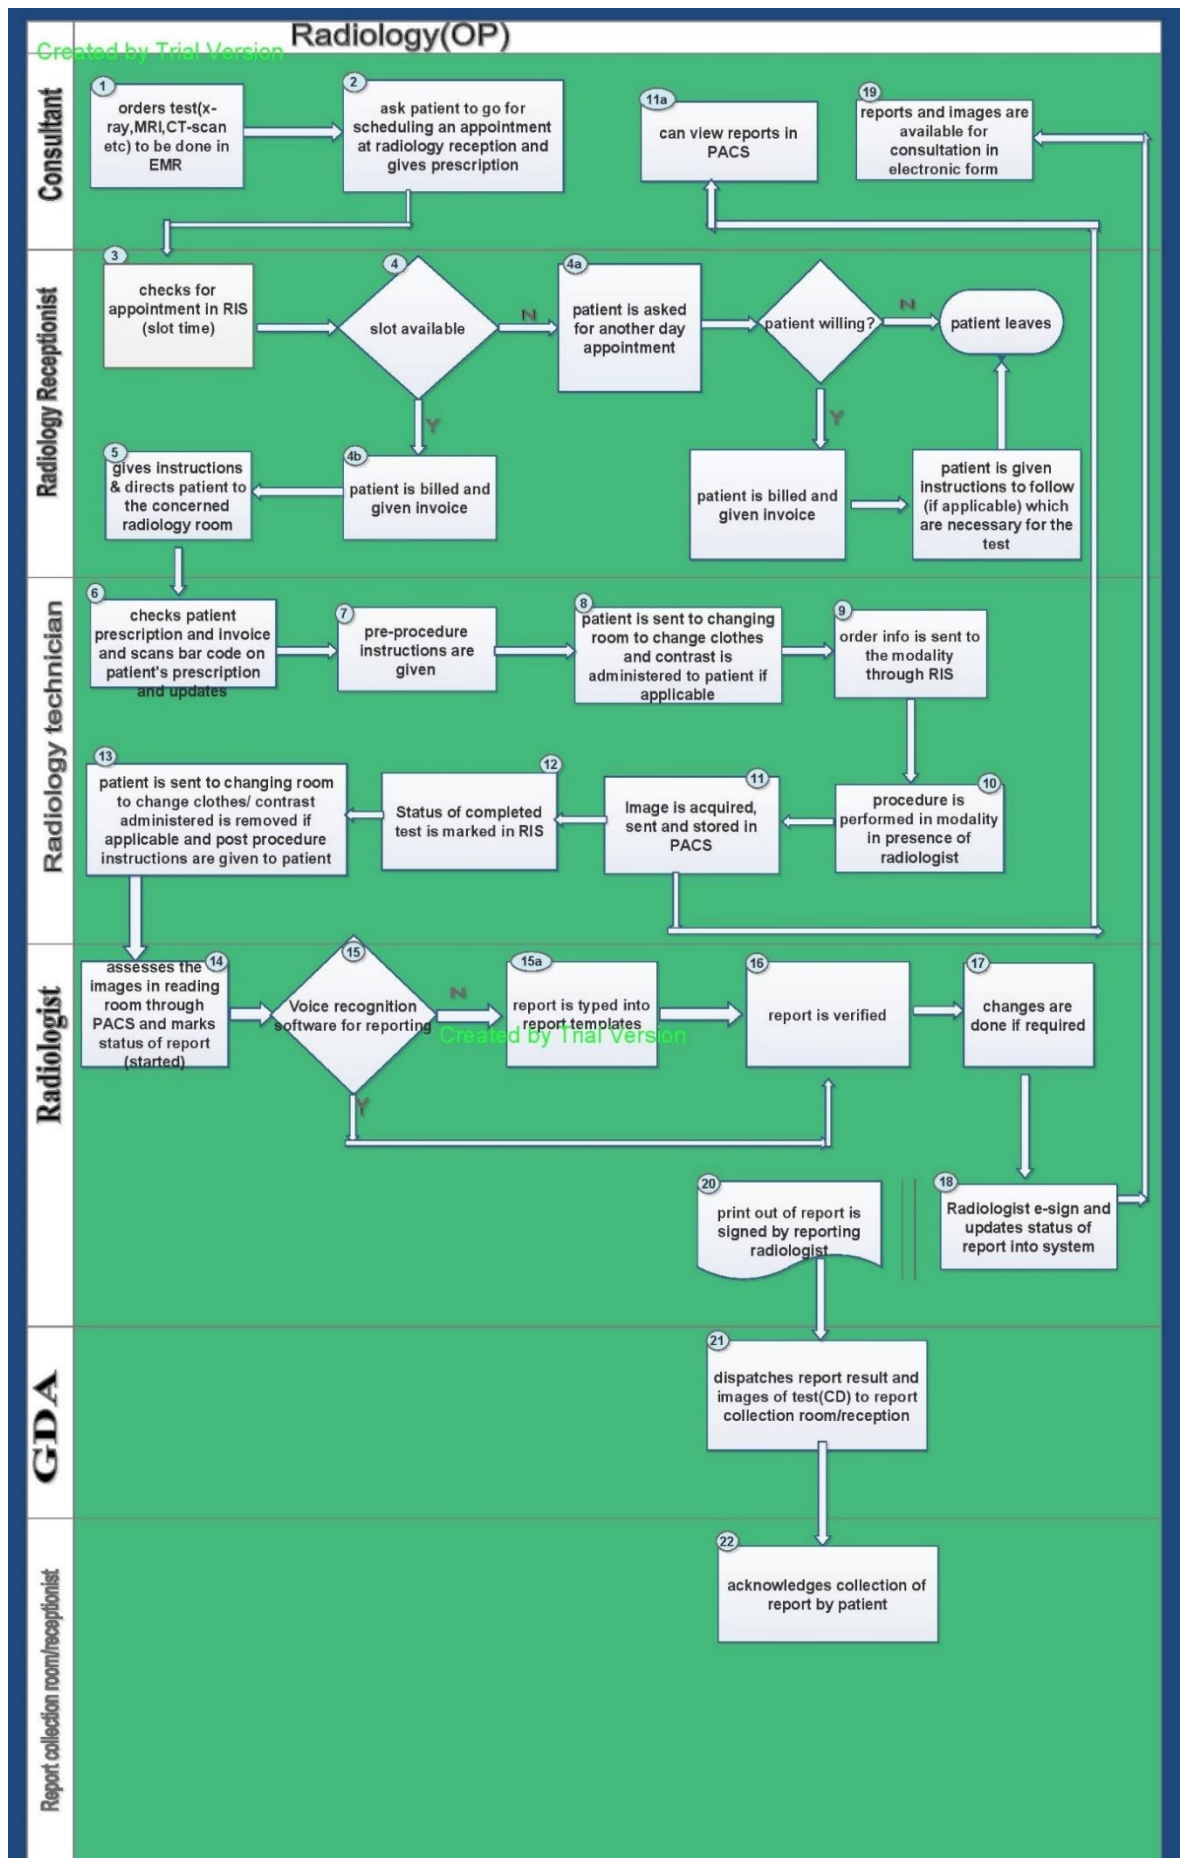 Radiology(OP)
Created by Trial Version
Consultant
1
orders test(x-
ray,MRI,CT-scan
etc) to be done in
EMR
2
ask patient to go for
scheduling an appointment
at radiology reception and
gives prescription
11a
can view reports in
PACS
19
reports and images are
available for
consultation in
electronic form
Radiology Receptionist
3
checks for
appointment in RIS
(slot time)
4
slot available
N
4a
patient is asked
for another day
appointment
patient willing?
N
patient leaves
Y
Y
5
gives instructions
& directs patient to
the concerned
radiology room
4b
patient is billed and
given invoice
patient is billed and
given invoice
patient is given
instructions to follow
(if applicable) which
are necessary for the
test
Radiology technician
6
checks patient
prescription and invoice
and scans bar code on
patient's prescription
and updates
7
pre-procedure
instructions are
given
8
patient is sent to changing
room to change clothes
and contrast is
administered to patient if
applicable
9
order info is sent to
the modality
through RIS
13
patient is sent to changing room
to change clothes/ contrast
administered is removed if
applicable and post procedure
instructions are given to patient
12
Status of completed
test is marked in RIS
11
Image is acquired,
sent and stored in
PACS
10
procedure is
performed in modality
in presence of
radiologist
Radiologist
14
assesses the
images in reading
room through
PACS and marks
status of report
(started)
15
Voice recognition
software for reporting
N
15a
report is typed into
report templates
Created by Trial Version
16
report is verified
17
changes are
done if required
Y
20
print out of report is
signed by reporting
radiologist
18
Radiologist e-sign and
updates status of
report into system
GDA
21
dispatches report result and
images of test(CD) to report
collection room/reception
Report collection room/receptionist
22
acknowledges collection of
report by patient